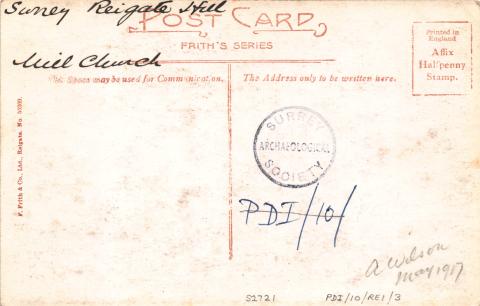 Surrey Reigate Hill
POST CARD
FRITH'S SERIES
Mill Church
This Space may be used for Communication.
The Address only to be written here.
Printed in
England
Affix
Halfpenny
Stamp.
F. Frith & Co., Ltd., Reigate. No.
SURREY
ARCHAEOLOGICAL
SOCIETY
PDI/10/
A Wilson
May 1917
S2721
PDI/10/REI/3